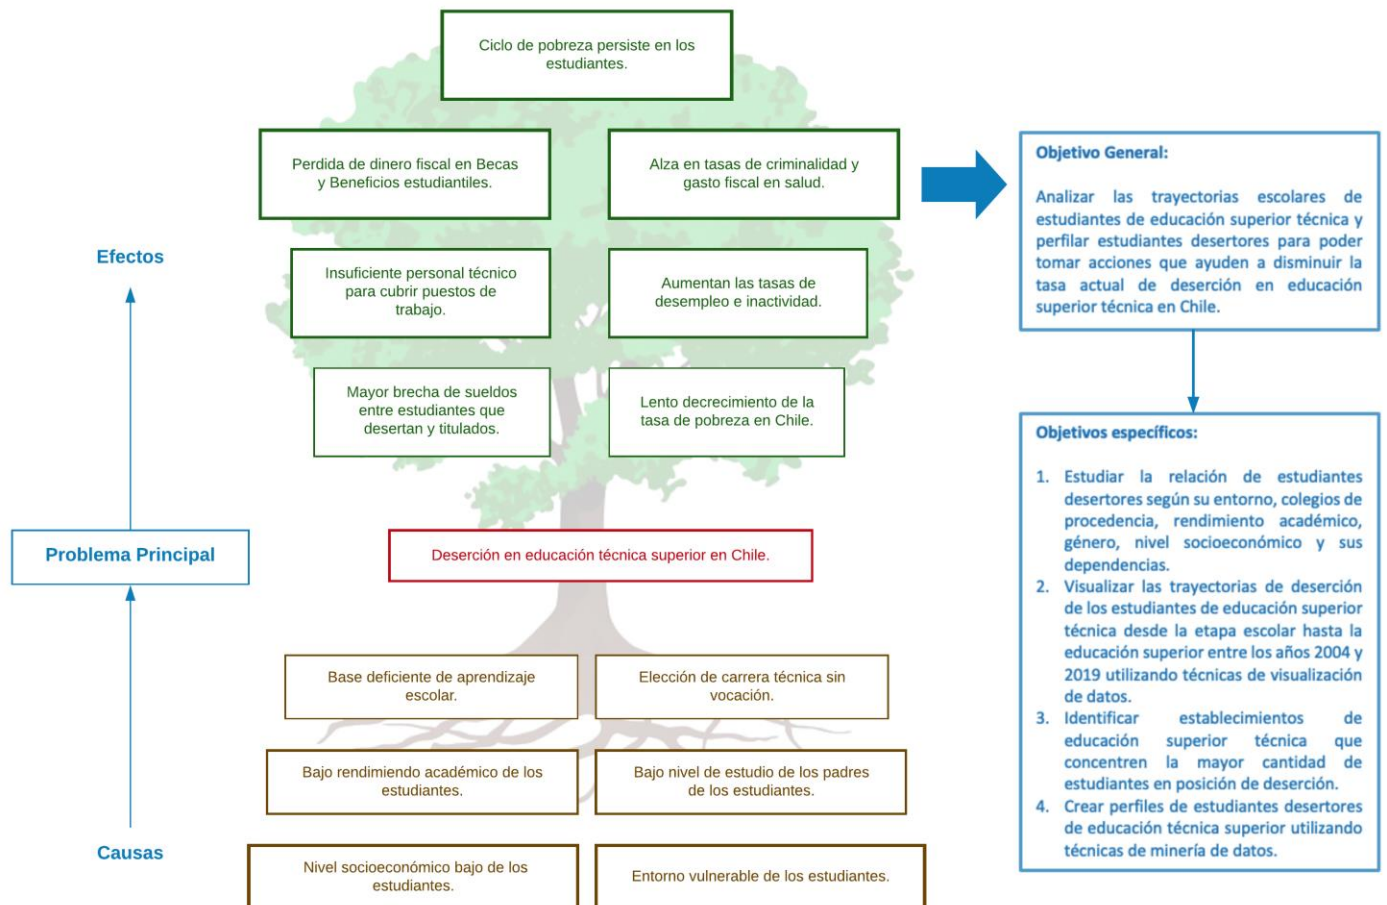 Ciclo de pobreza persiste en los
estudiantes.
Perdida de dinero fiscal en Becas
y Beneficios estudiantiles.
Alza en tasas de criminalidad y
gasto fiscal en salud.
Efectos
Insuficiente personal técnico
para cubrir puestos de
trabajo.
Aumentan las tasas de
desempleo e inactividad.
Mayor brecha de sueldos
entre estudiantes que
desertan y titulados.
Lento decrecimiento de la
tasa de pobreza en Chile.
Problema Principal
Deserción en educación técnica superior en Chile.
Base deficiente de aprendizaje
escolar.
Elección de carrera técnica sin
vocación.
Bajo rendimiendo académico de los
estudiantes.
Bajo nivel de estudio de los padres
de los estudiantes.
Causas
Nivel socioeconómico bajo de los
estudiantes.
Entorno vulnerable de los estudiantes.
Objetivo General:
Analizar las trayectorias escolares de
estudiantes de educación superior técnica y
perfilar estudiantes desertores para poder
tomar acciones que ayuden a disminuir la
tasa actual de deserción en educación
superior técnica en Chile.
Objetivos específicos:
1. Estudiar la relación de estudiantes
desertores según su entorno, colegios de
procedencia, rendimiento académico,
género, nivel socioeconómico y sus
dependencias.
2. Visualizar las trayectorias de deserción
de los estudiantes de educación superior
técnica desde la etapa escolar hasta la
educación superior entre los años 2004 y
2019 utilizando técnicas de visualización
de datos.
3. Identificar establecimientos de
educación superior técnica que
concentren la mayor cantidad de
estudiantes en posición de deserción.
4. Crear perfiles de estudiantes desertores
de educación técnica superior utilizando
técnicas de minería de datos.